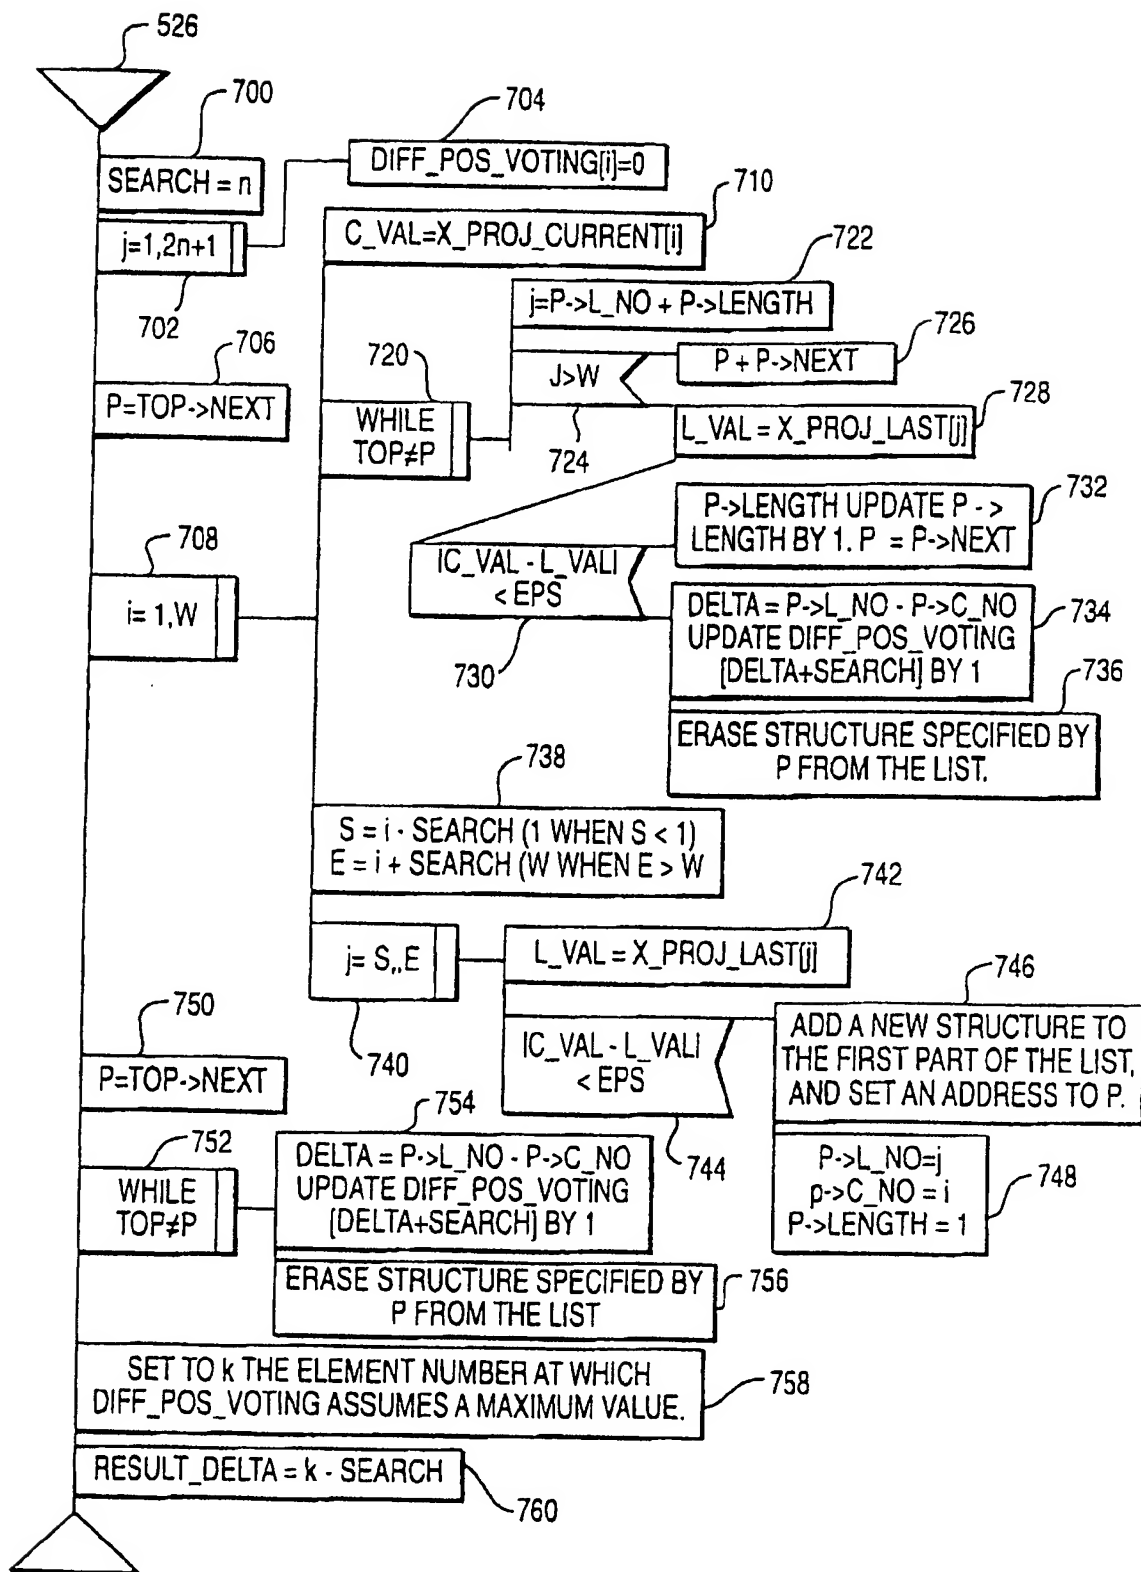 526
700
SEARCH = n
704
DIFF_POS_VOTING[i]=0
j=1,2n+1
702
710
C_VAL=X_PROJ_CURRENT[i]
722
j=P->L_NO + P->LENGTH
706
P=TOP->NEXT
720
WHILE
TOP≠P
726
P + P->NEXT
J>W
724
728
L_VAL = X_PROJ_LAST[j]
732
P->LENGTH UPDATE P - >
LENGTH BY 1. P = P->NEXT
708
i= 1,W
|C_VAL - L_VAL|
< EPS
730
DELTA = P->L_NO - P->C_NO
UPDATE DIFF_POS_VOTING
[DELTA+SEARCH] BY 1
734
736
ERASE STRUCTURE SPECIFIED BY
P FROM THE LIST.
738
S = i - SEARCH (1 WHEN S < 1)
E = i + SEARCH (W WHEN E > W
742
j= S,,E
740
L_VAL = X_PROJ_LAST[j]
746
|C_VAL - L_VAL|
< EPS
744
ADD A NEW STRUCTURE TO
THE FIRST PART OF THE LIST,
AND SET AN ADDRESS TO P.
P->L_NO=j
p->C_NO = i
P->LENGTH = 1
748
750
P=TOP->NEXT
752
WHILE
TOP≠P
754
DELTA = P->L_NO - P->C_NO
UPDATE DIFF_POS_VOTING
[DELTA+SEARCH] BY 1
ERASE STRUCTURE SPECIFIED BY
P FROM THE LIST
756
SET TO k THE ELEMENT NUMBER AT WHICH
DIFF_POS_VOTING ASSUMES A MAXIMUM VALUE.
758
RESULT_DELTA = k - SEARCH
760